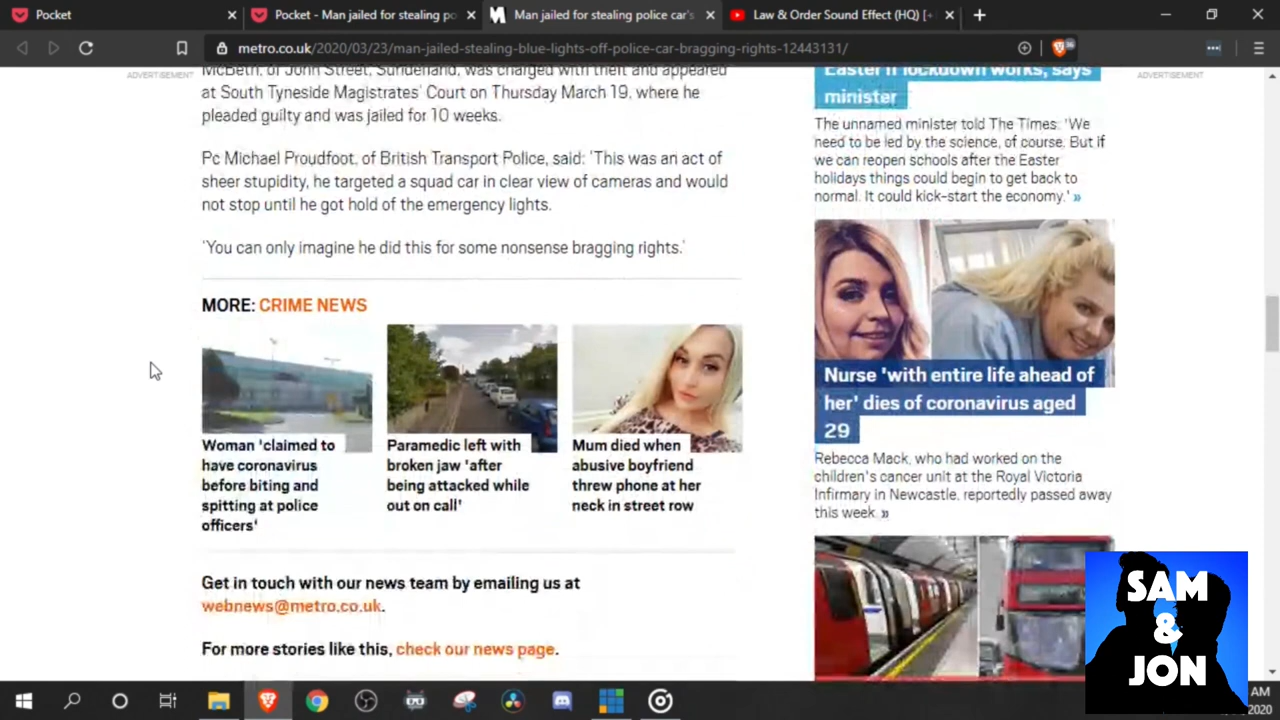 Pocket
Pocket - Man jailed for stealing po
Man jailed for stealing police car's
Law & Order Sound Effect (HQ) [
metro.co.uk/2020/03/23/man-jailed-stealing-blue-lights-off-police-car-bragging-rights-12443131/
ADVERTISEMENT
McBeth, of John Street, Sunderland, was charged with theft and appeared
at South Tyneside Magistrates' Court on Thursday March 19, where he
pleaded guilty and was jailed for 10 weeks.
Pc Michael Proudfoot, of British Transport Police, said: 'This was an act of
sheer stupidity, he targeted a squad car in clear view of cameras and would
not stop until he got hold of the emergency lights.
'You can only imagine he did this for some nonsense bragging rights.'
MORE: CRIME NEWS
Woman 'claimed to
have coronavirus
before biting and
spitting at police
officers'
Paramedic left with
broken jaw 'after
being attacked while
out on call'
Mum died when
abusive boyfriend
threw phone at her
neck in street row
Get in touch with our news team by emailing us at
webnews@metro.co.uk.
For more stories like this, check our news page.
ADVERTISEMENT
Easter if lockdown works, says
minister
The unnamed minister told The Times: 'We
need to be led by the science, of course. But if
we can reopen schools after the Easter
holidays things could begin to get back to
normal. It could kick-start the economy.' »
Nurse 'with entire life ahead of
her' dies of coronavirus aged
29
Rebecca Mack, who had worked on the
children's cancer unit at the Royal Victoria
Infirmary in Newcastle, reportedly passed away
this week. »
SAM
&
JON
AM
2020